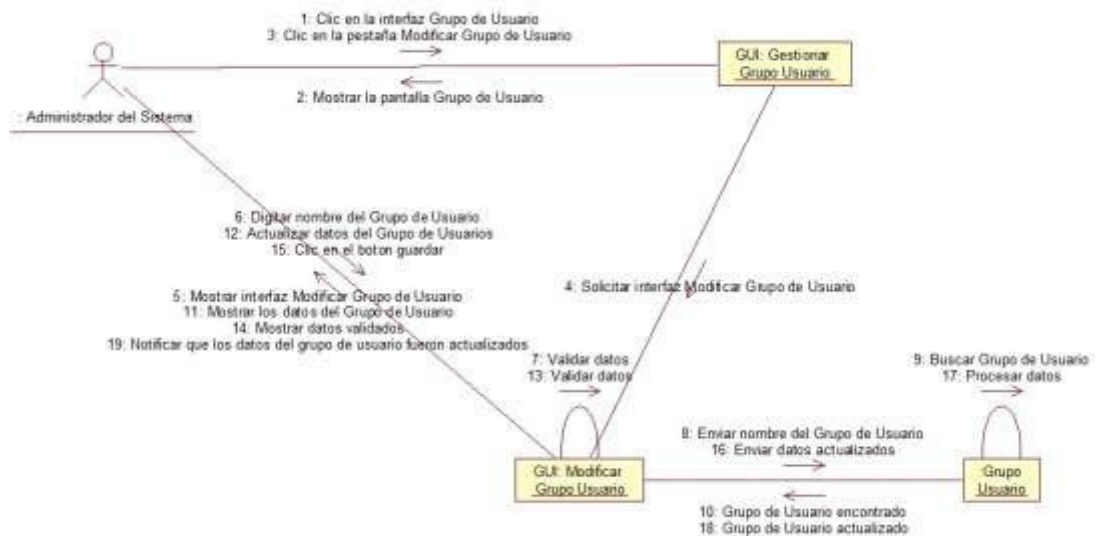 1: Clic en la interfaz Grupo de Usuario
3: Clic en la pestaña Modificar Grupo de Usuario
GUI: Gestionar
Grupo Usuario
2: Mostrar la pantalla Grupo de Usuario
: Administrador del Sistema
6: Digitar nombre del Grupo de Usuario
12: Actualizar datos del Grupo de Usuarios
15: Clic en el boton guardar
4: Solicitar interfaz Modificar Grupo de Usuario
5: Mostrar interfaz Modificar Grupo de Usuario
11: Mostrar los datos del Grupo de Usuario
14: Mostrar datos validados
19: Notificar que los datos del grupo de usuario fueron actualizados
7: Validar datos
13: Validar datos
9: Buscar Grupo de Usuario
17: Procesar datos
8: Enviar nombre del Grupo de Usuario
16: Enviar datos actualizados
GUI: Modificar
Grupo Usuario
Grupo
Usuario
10: Grupo de Usuario encontrado
18: Grupo de Usuario actualizado